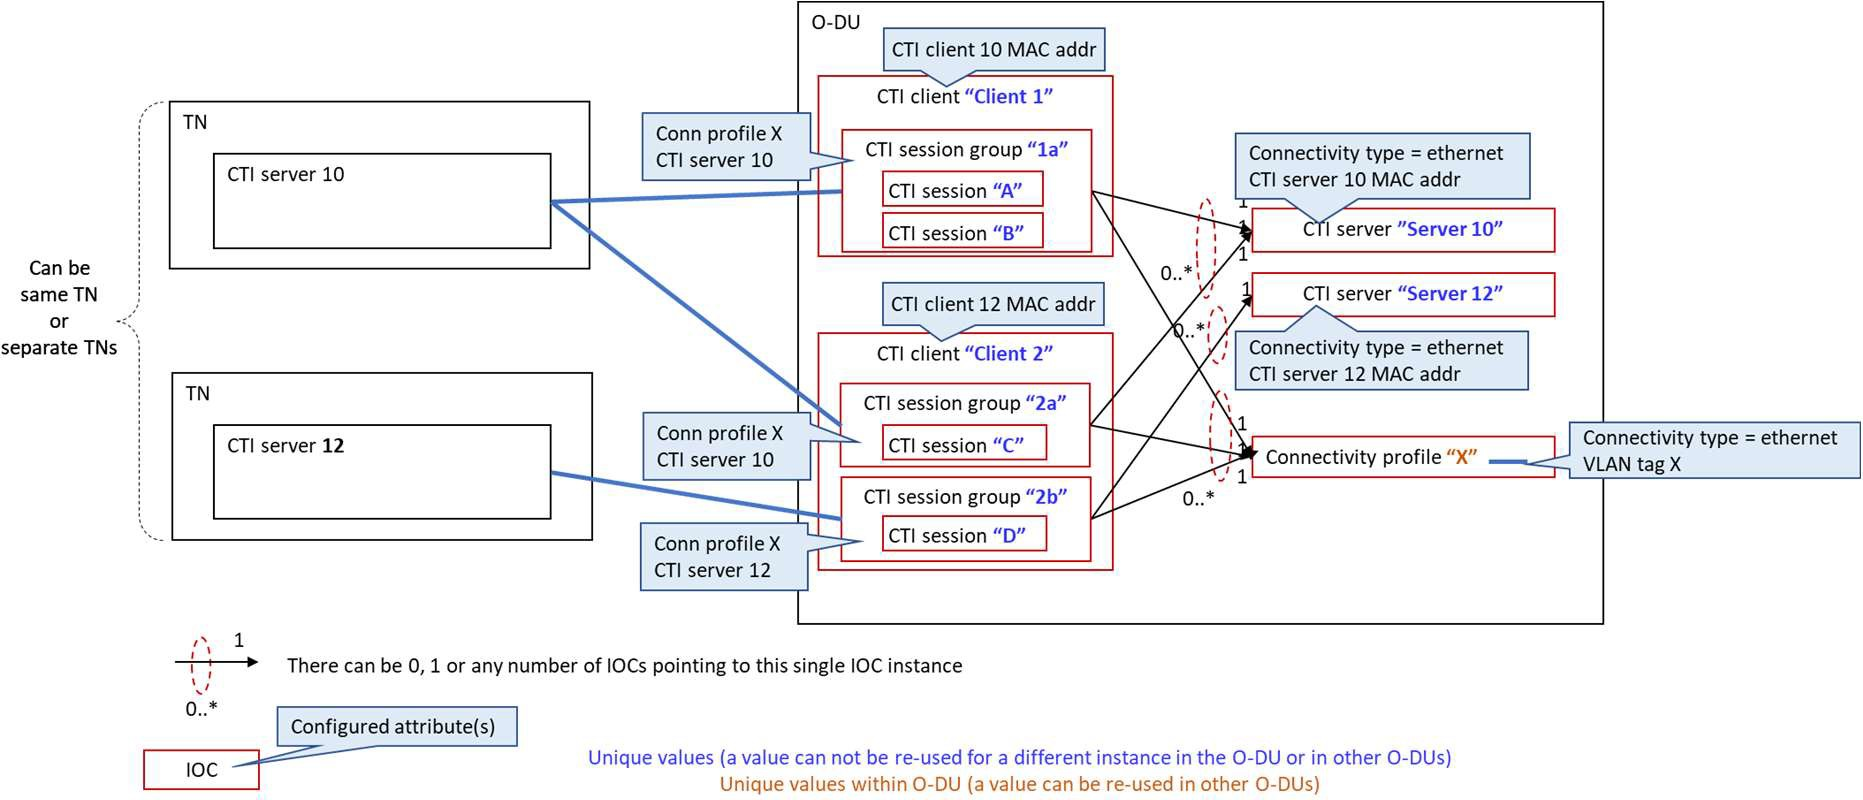 O-DU
CTI client 10 MAC addr
CTI client “Client 1”
TN
CTI server 10
Conn profile X
CTI server 10
CTI session group “1a”
CTI session “A”
CTI session “B”
Connectivity type = ethernet
CTI server 10 MAC addr
1
1
1
0..*
CTI server ”Server 10”
Can be
same TN
or
separate TNs
CTI client 12 MAC addr
1
CTI server “Server 12”
0..*
Connectivity type = ethernet
CTI server 12 MAC addr
CTI client “Client 2”
TN
CTI server 12
Conn profile X
CTI server 10
CTI session group “2a”
CTI session “C”
1
1
1
0..*
Connectivity profile “X”
Connectivity type = ethernet
VLAN tag X
CTI session group “2b”
CTI session “D”
Conn profile X
CTI server 12
1
0..*
There can be 0, 1 or any number of IOCs pointing to this single IOC instance
Configured attribute(s)
IOC
Unique values (a value can not be re-used for a different instance in the O-DU or in other O-DUs)
Unique values within O-DU (a value can be re-used in other O-DUs)